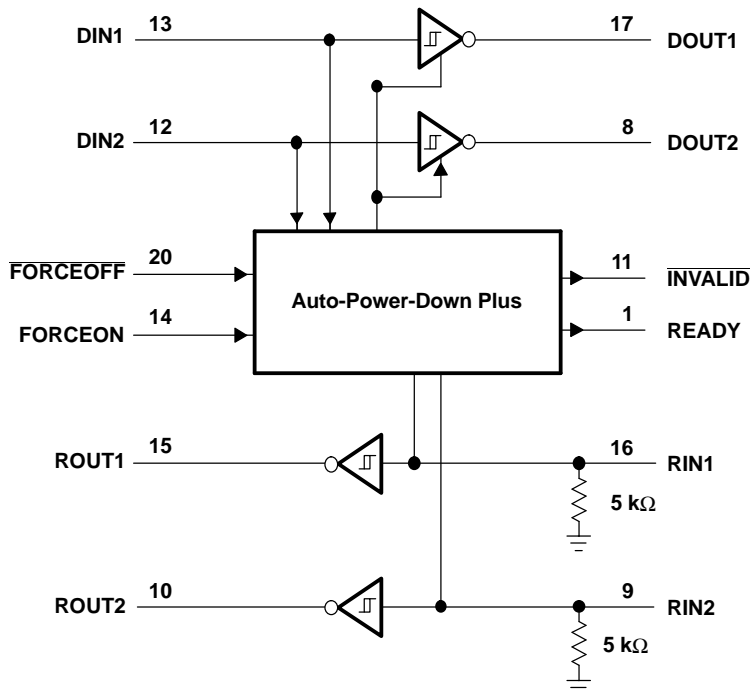 DIN1 13 17 DOUT1
DIN2 12 8 DOUT2
FORCEOFF 20 11 INVALID
Auto-Power-Down Plus
FORCEON 14 1 READY
ROUT1 15 16 RIN1
5 kΩ
ROUT2 10 9 RIN2
5 kΩ